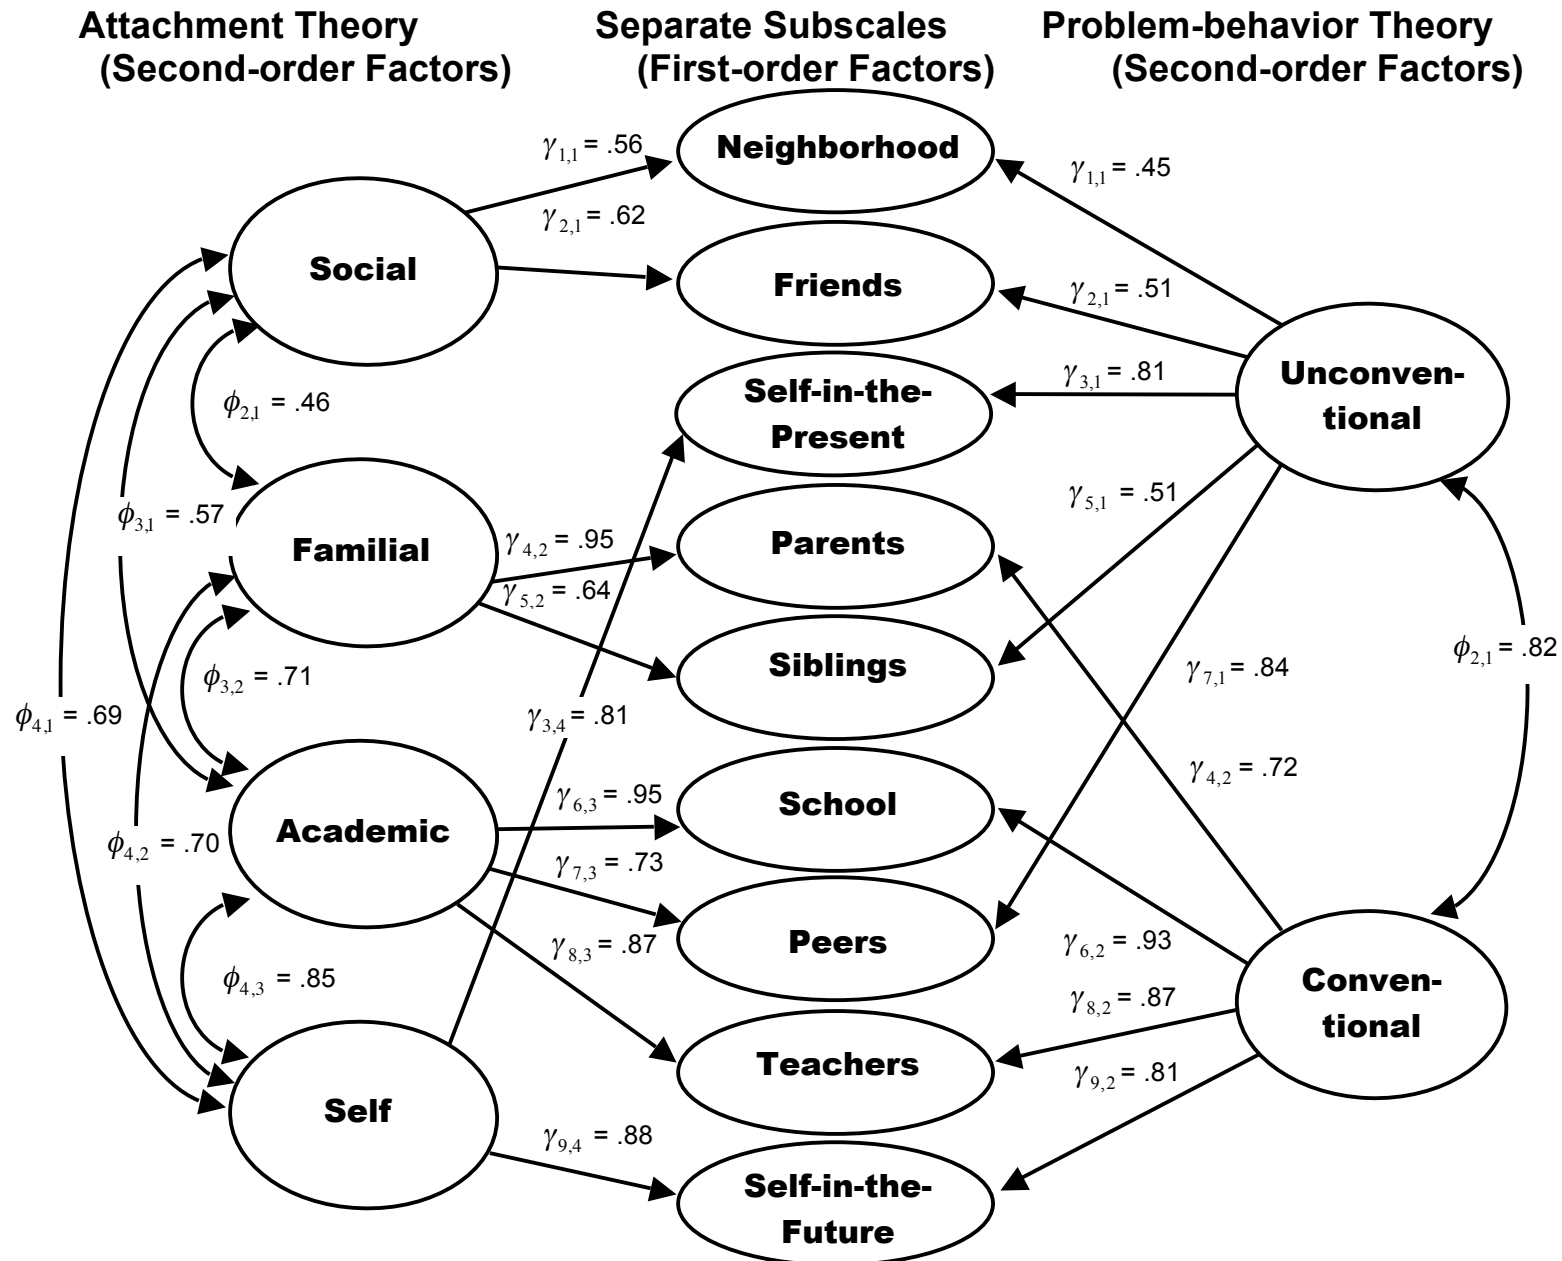 Attachment Theory
(Second-order Factors)
Separate Subscales
(First-order Factors)
Problem-behavior Theory
(Second-order Factors)
Neighborhood
γ1,1 = .56
γ1,1 = .45
γ2,1 = .62
Social
Friends
γ2,1 = .51
γ3,1 = .81
Unconven-
tional
Self-in-the-
Present
ϕ2,1 = .46
γ5,1 = .51
ϕ3,1 = .57
Familial
γ4,2 = .95
Parents
γ5,2 = .64
ϕ2,1 = .82
Siblings
ϕ3,2 = .71
γ7,1 = .84
ϕ4,1 = .69
γ3,4 = .81
γ4,2 = .72
γ6,3 = .95
School
Academic
ϕ4,2 = .70
γ7,3 = .73
Peers
γ8,3 = .87
γ6,2 = .93
ϕ4,3 = .85
Conven-
tional
γ8,2 = .87
Teachers
γ9,2 = .81
Self
γ9,4 = .88
Self-in-the-
Future